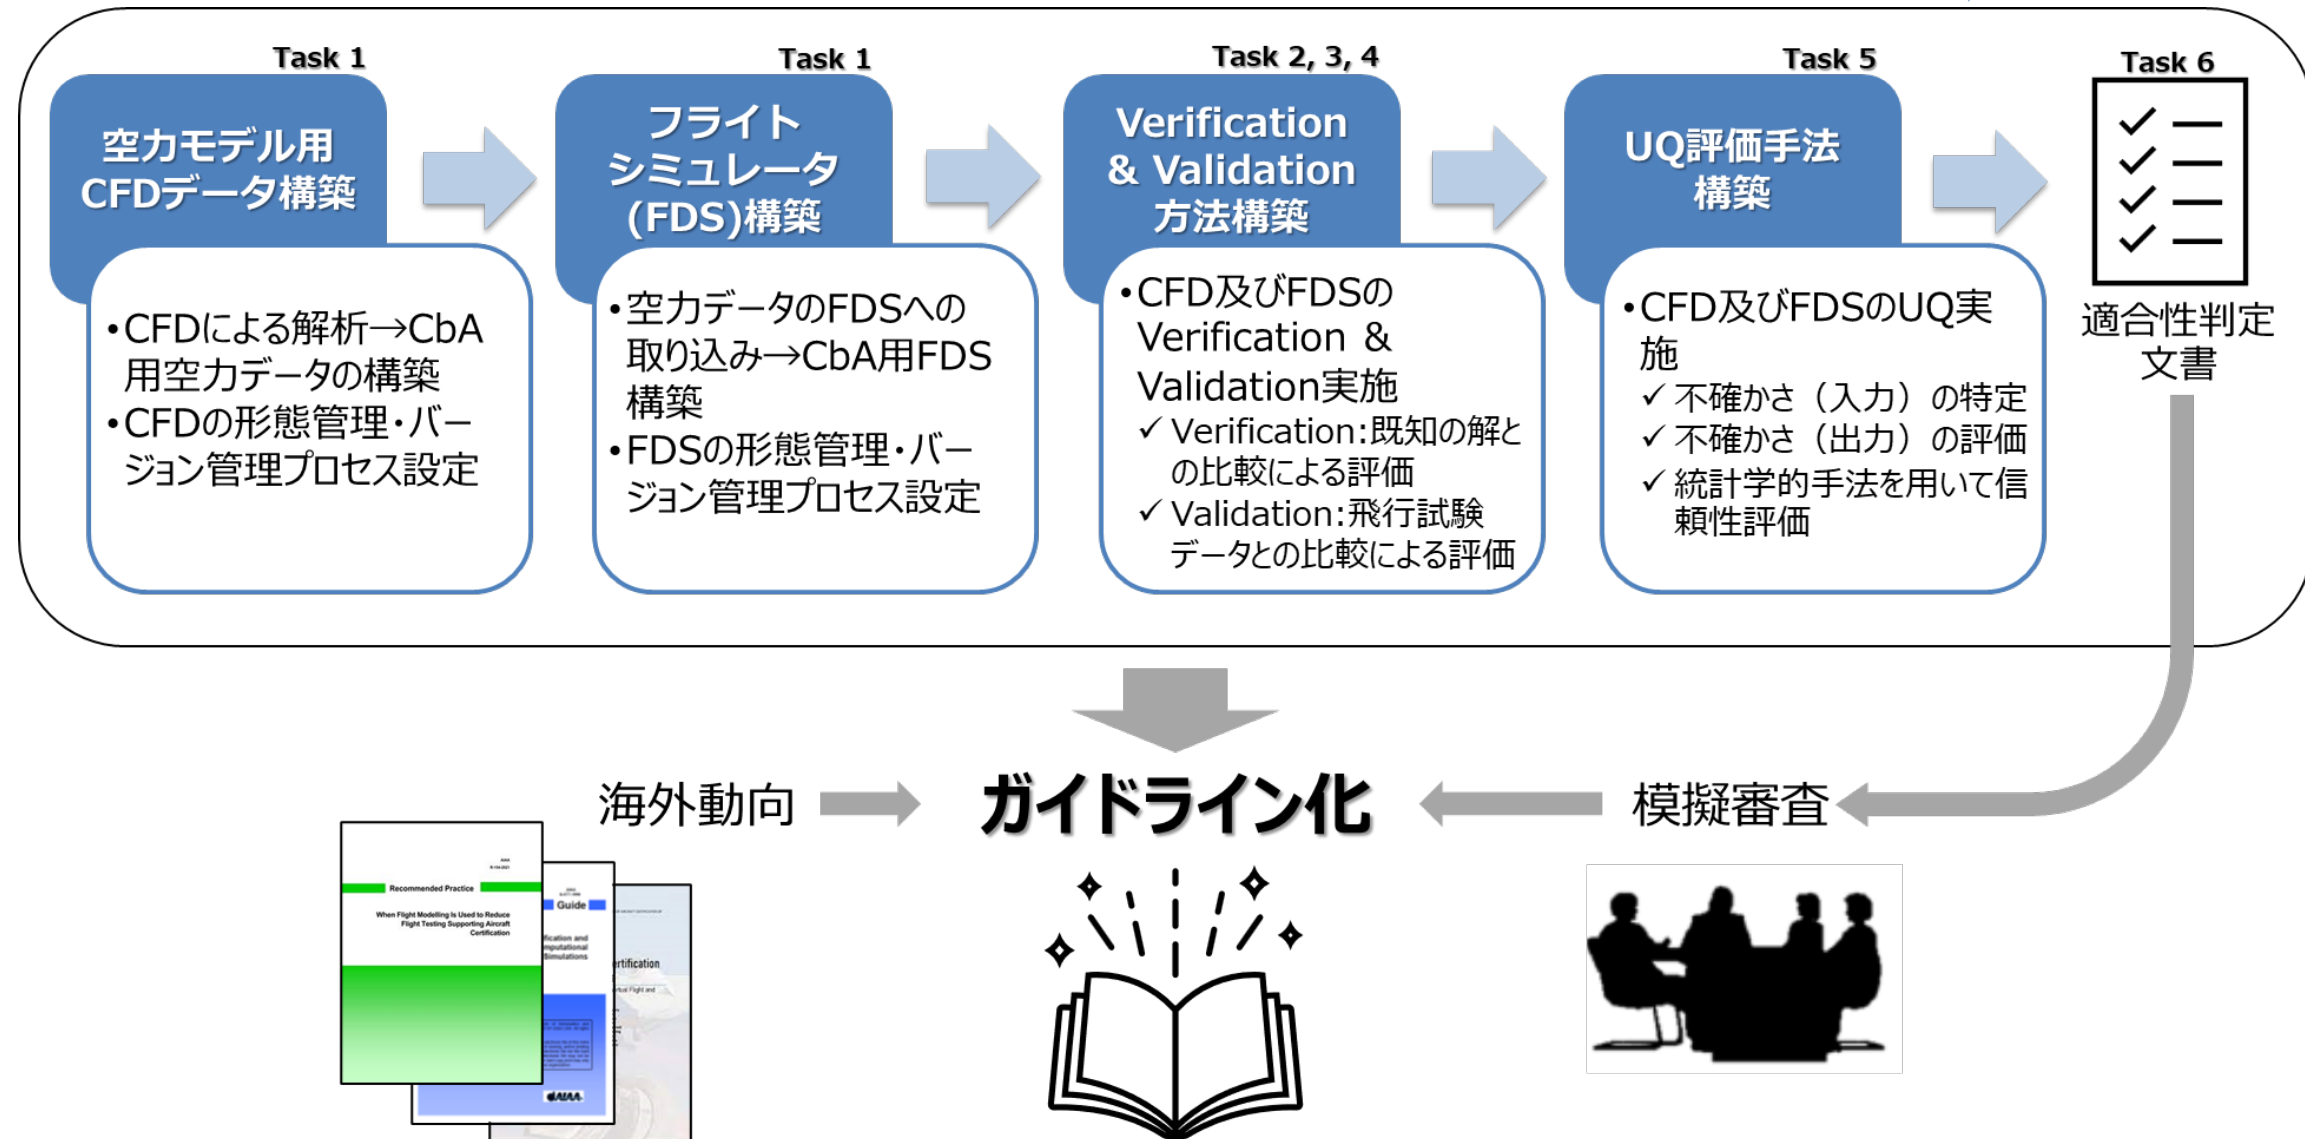 Task 1
空力モデル用
CFDデータ構築
•CFDによる解析→CbA
用空力データの構築
•CFDの形態管理・バー
ジョン管理プロセス設定
Task 1
フライト
シミュレータ
(FDS)構築
•空力データのFDSへの
取り込み→CbA用FDS
構築
•FDSの形態管理・バー
ジョン管理プロセス設定
Task 2, 3, 4
Verification
& Validation
方法構築
•CFD及びFDSの
Verification &
Validation実施
✓ Verification:既知の解と
の比較による評価
✓ Validation:飛行試験
データとの比較による評価
Task 5
UQ評価手法
構築
•CFD及びFDSのUQ実
施
✓ 不確かさ（入力）の特定
✓ 不確かさ（出力）の評価
✓ 統計学的手法を用いて信
頼性評価
Task 6
適合性判定
文書
海外動向
ガイドライン化
模擬審査
Recommended Practice
When Flight Modelling Is Used to Reduce
Flight Testing Supporting Aircraft
Certification
Guide
fication and
mputational
Simulations
AIAA
ertification